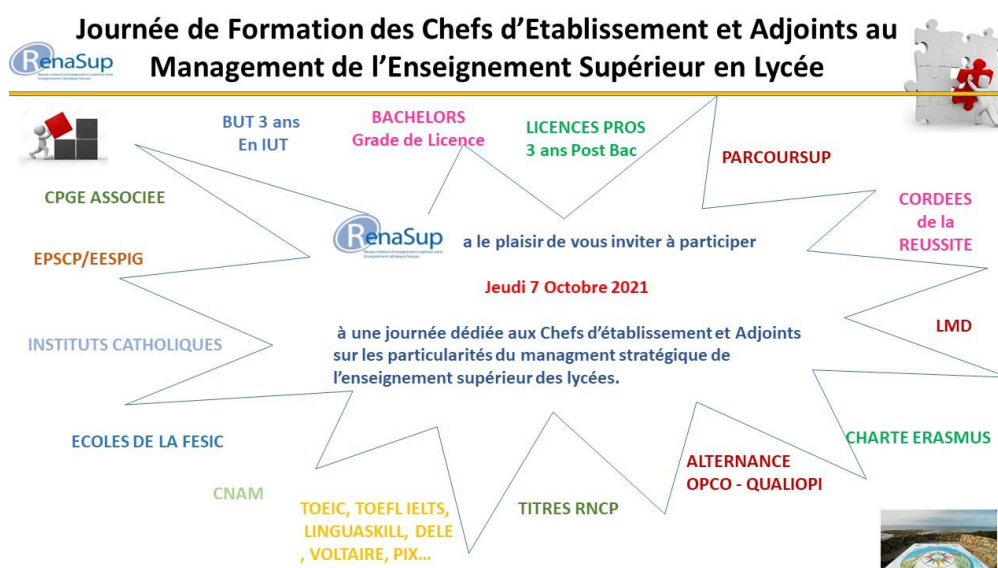 Journée de Formation des Chefs d'Etablissement et Adjoints au
Management de l'Enseignement Supérieur en Lycée
RenaSup
BUT 3 ans
En IUT
BACHELORS
Grade de Licence
LICENCES PROS
3 ans Post Bac
PARCOURSUP
CPGE ASSOCIEE
CORDEES
de la
REUSSITE
RenaSup
a le plaisir de vous inviter à participer
EPSCP/EESPIG
Jeudi 7 Octobre 2021
LMD
INSTITUTS CATHOLIQUES
à une journée dédiée aux Chefs d'établissement et Adjoints
sur les particularités du managment stratégique de
l'enseignement supérieur des lycées.
ECOLES DE LA FESIC
CHARTE ERASMUS
ALTERNANCE
OPCO - QUALIOPI
CNAM
TOEIC, TOEFL IELTS,
LINGUASKILL, DELE
, VOLTAIRE, PIX...
TITRES RNCP